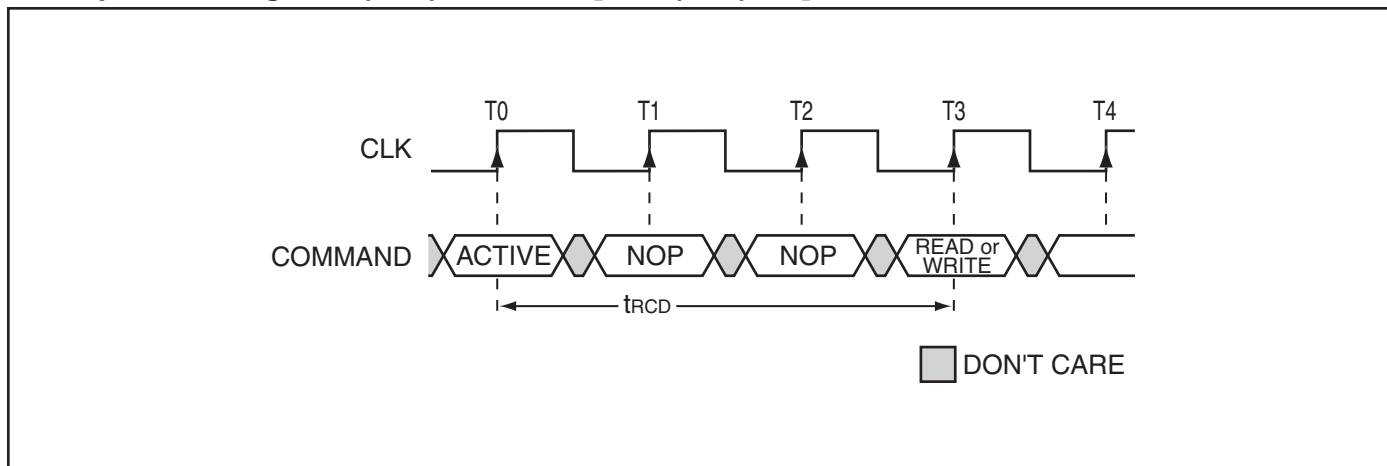 T0 T1 T2 T3 T4
CLK
COMMAND ACTIVE NOP NOP READ or
WRITE
tRCD
DON'T CARE